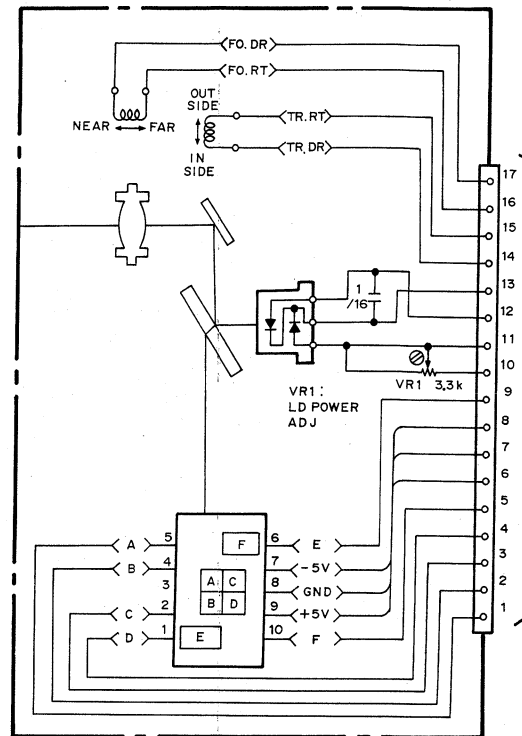 FO. DR
FO. RT
NEAR FAR
OUT
SIDE
IN
SIDE
TR. RT
TR. DR
17
16
15
14
13
12
11
10
9
8
7
6
5
4
3
2
1
1
/16
VR1 3.3k
VR1:
LD POWER
ADJ
A 5
B 4
3
C 2
D 1
F
A C
B D
E
6 E
7 -5V
8 GND
9 +5V
10 F